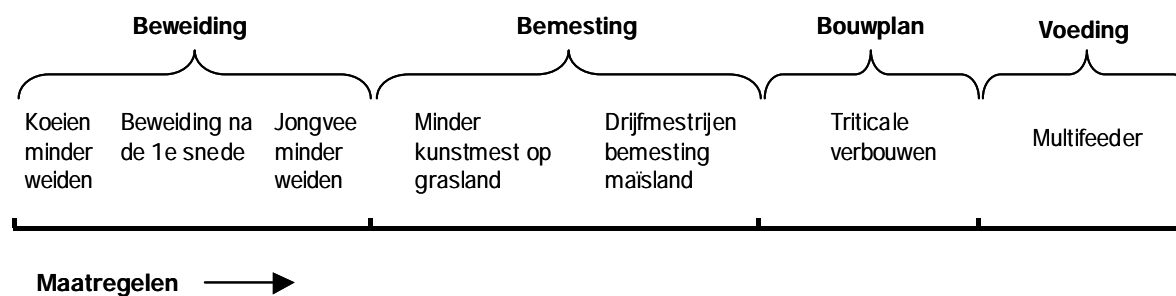 Beweiding
Bemesting
Bouwplan
Voeding
Koeien
minder
weiden
Beweiding na
de 1e snede
Jongvee
minder
weiden
Minder
kunstmest op
grasland
Drijfmestrijen
bemesting
maïsland
Triticale
verbouwen
Multifeeder
Maatregelen